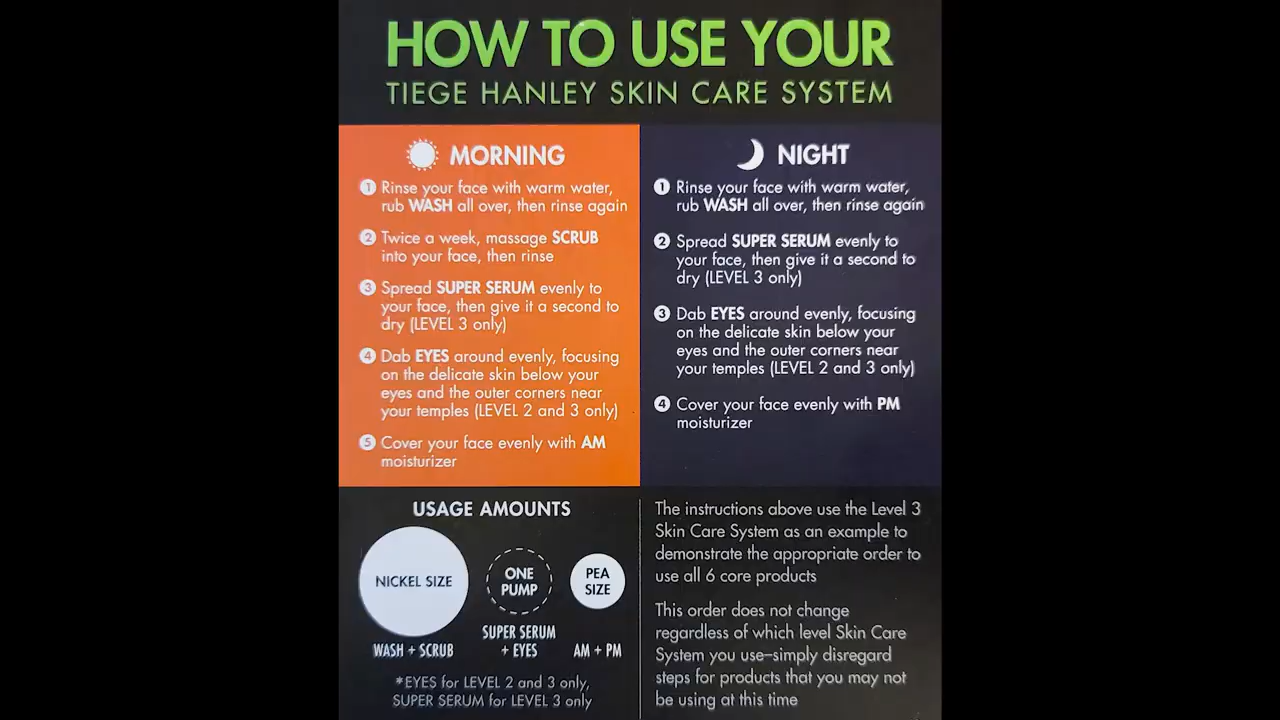 HOW TO USE YOUR
TIEGE HANLEY SKIN CARE SYSTEM
MORNING
1 Rinse your face with warm water,
rub WASH all over, then rinse again
2 Twice a week, massage SCRUB
into your face, then rinse
3 Spread SUPER SERUM evenly to
your face, then give it a second to
dry (LEVEL 3 only)
4 Dab EYES around evenly, focusing
on the delicate skin below your
eyes and the outer corners near
your temples (LEVEL 2 and 3 only)
5 Cover your face evenly with AM
moisturizer
NIGHT
1 Rinse your face with warm water,
rub WASH all over, then rinse again
2 Spread SUPER SERUM evenly to
your face, then give it a second to
dry (LEVEL 3 only)
3 Dab EYES around evenly, focusing
on the delicate skin below your
eyes and the outer corners near
your temples (LEVEL 2 and 3 only)
4 Cover your face evenly with PM
moisturizer
USAGE AMOUNTS
NICKEL SIZE
WASH + SCRUB
ONE
PUMP
SUPER SERUM
+ EYES
PEA
SIZE
AM + PM
*EYES for LEVEL 2 and 3 only,
SUPER SERUM for LEVEL 3 only
The instructions above use the Level 3
Skin Care System as an example to
demonstrate the appropriate order to
use all 6 core products
This order does not change
regardless of which level Skin Care
System you use–simply disregard
steps for products that you may not
be using at this time